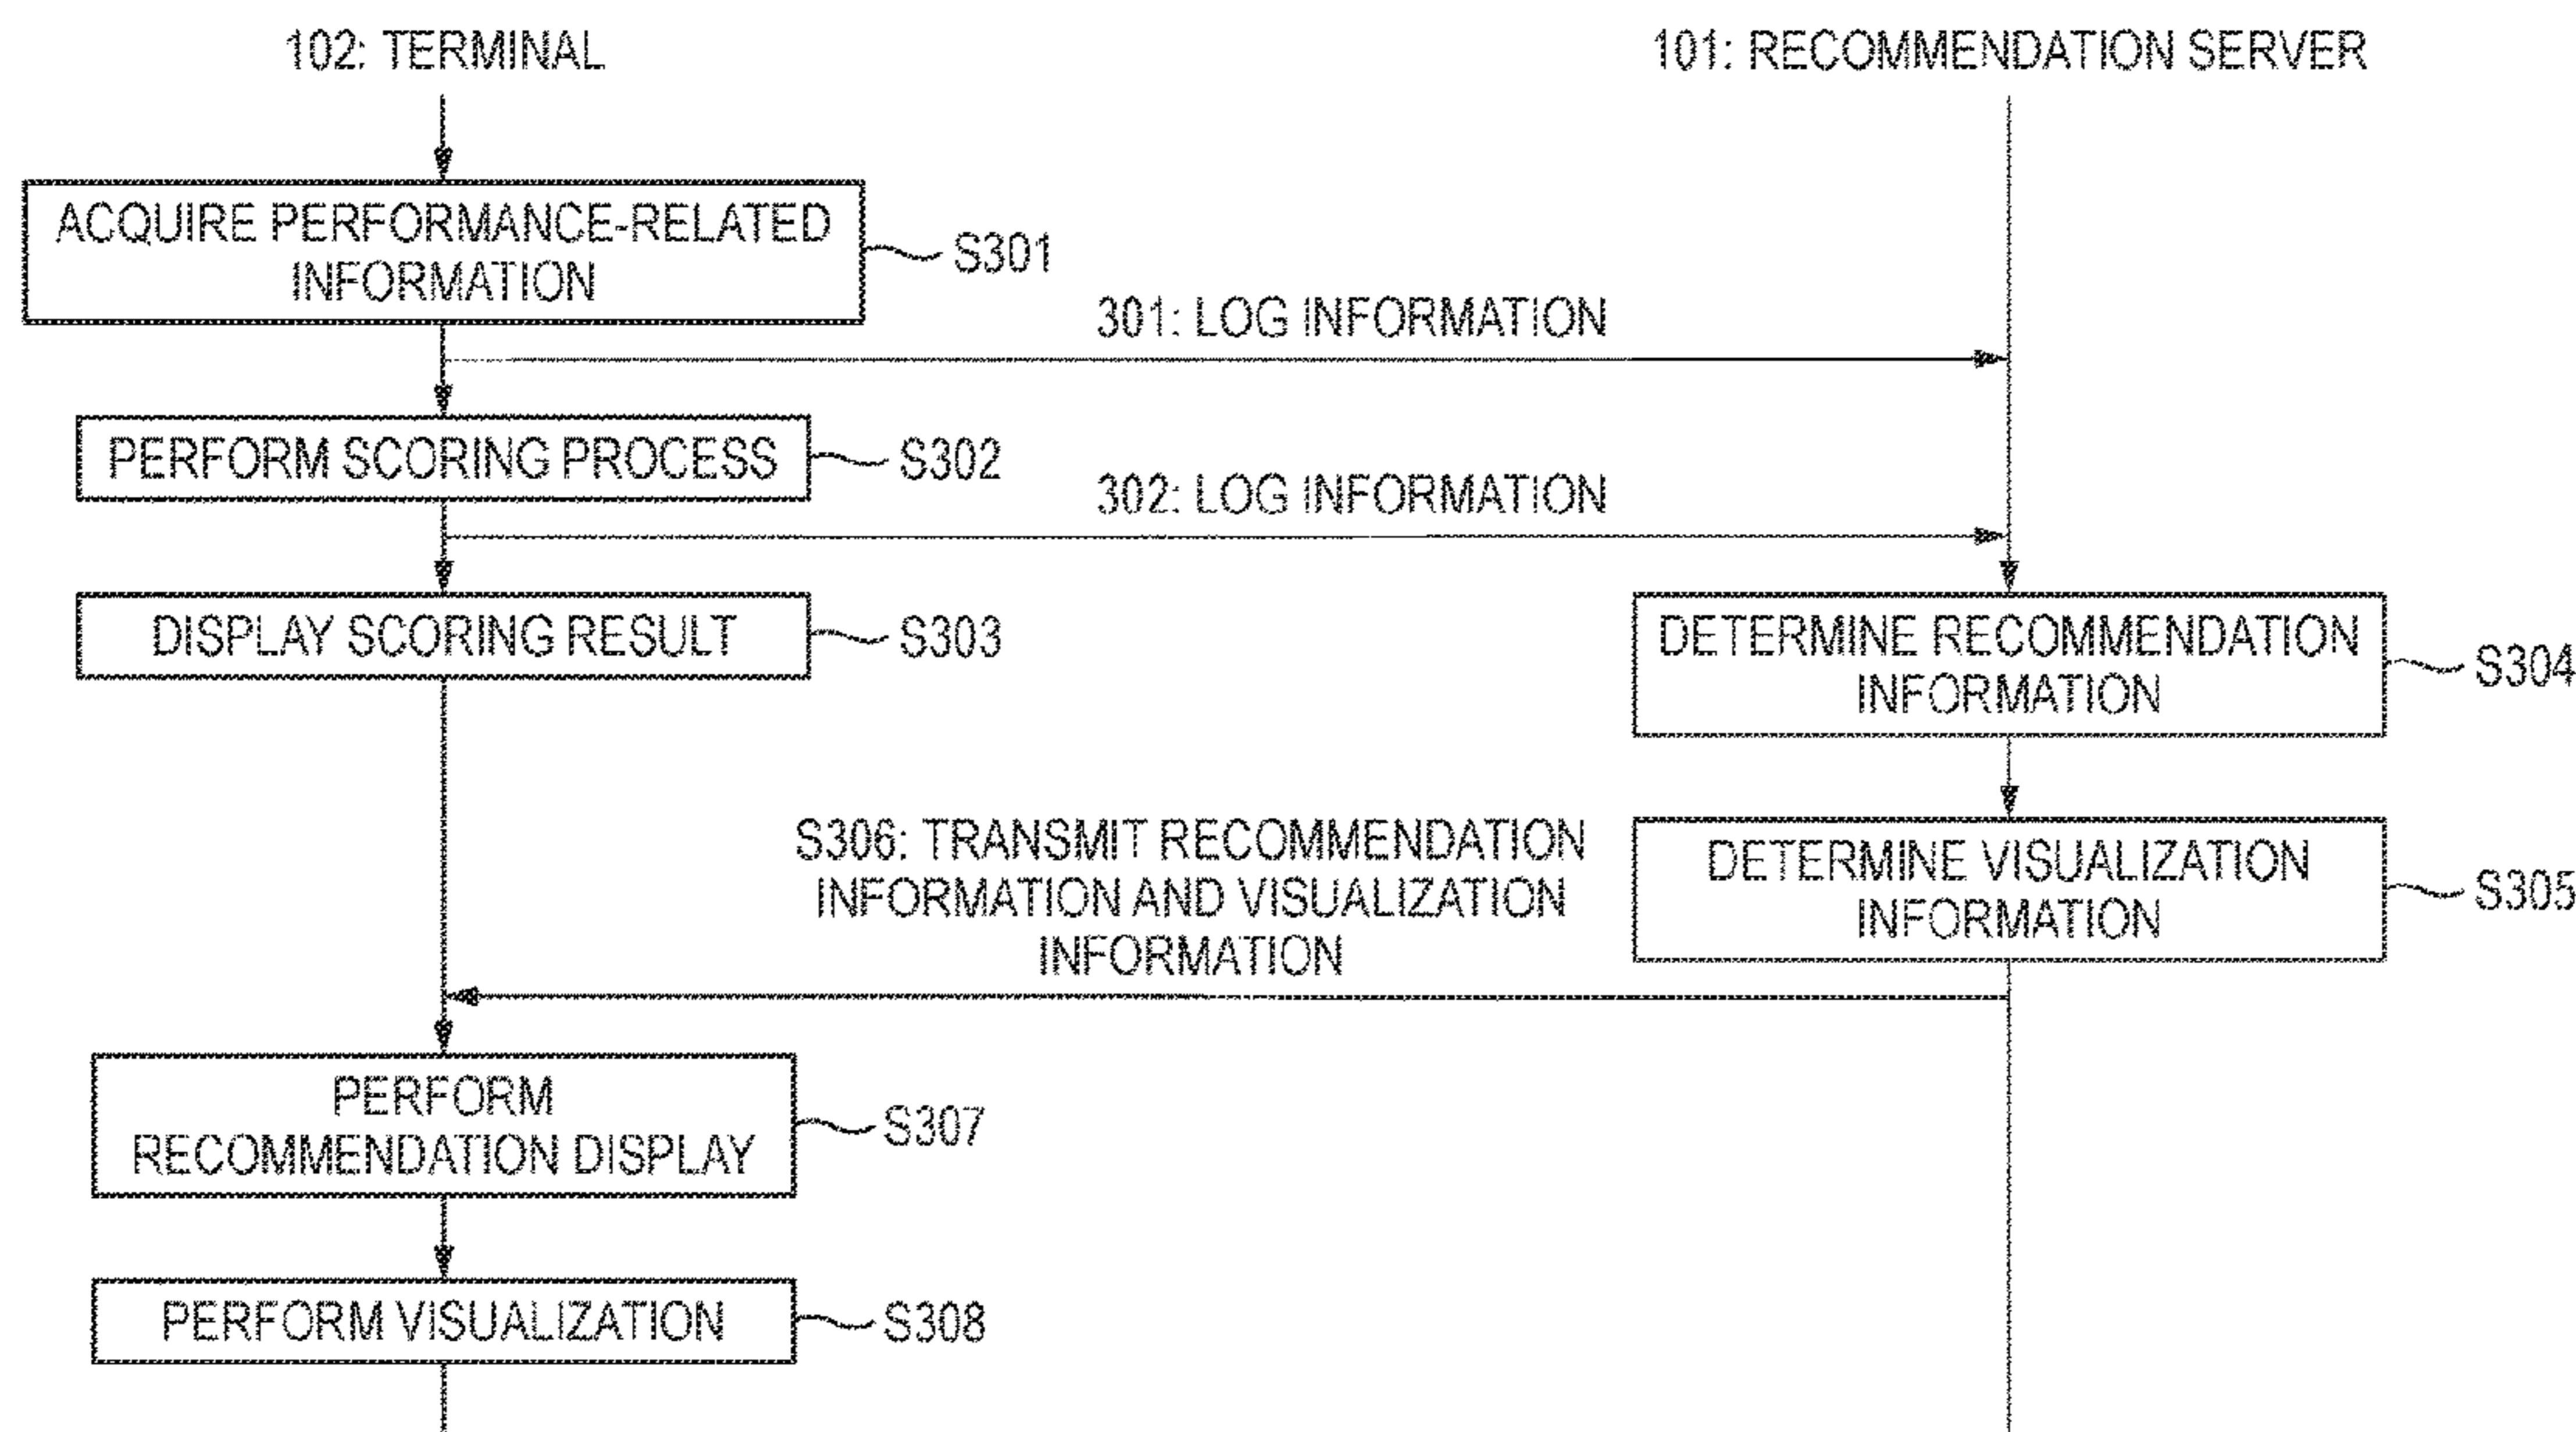 102: TERMINAL
101: RECOMMENDATION SERVER
ACQUIRE PERFORMANCE-RELATED
INFORMATION
S301
301: LOG INFORMATION
PERFORM SCORING PROCESS
S302
302: LOG INFORMATION
DISPLAY SCORING RESULT
S303
DETERMINE RECOMMENDATION
INFORMATION
S304
S306: TRANSMIT RECOMMENDATION
INFORMATION AND VISUALIZATION
INFORMATION
DETERMINE VISUALIZATION
INFORMATION
S305
PERFORM
RECOMMENDATION DISPLAY
S307
PERFORM VISUALIZATION
S308